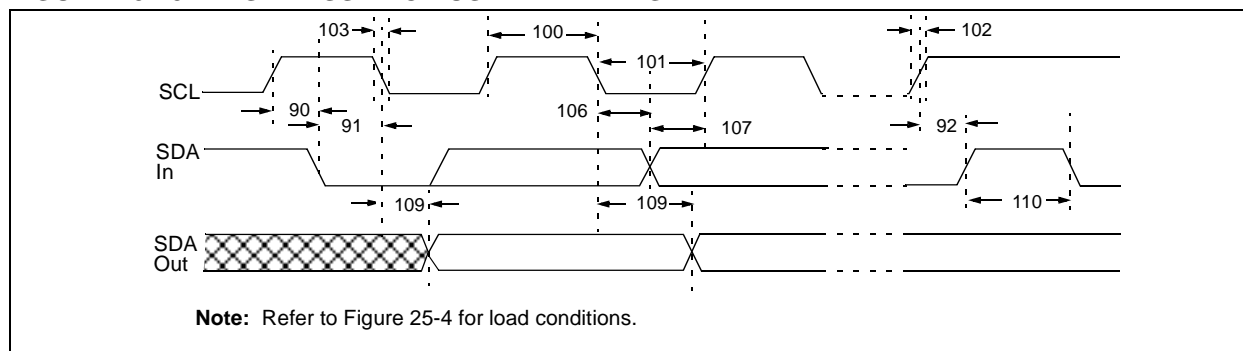 103
100
102
101
SCL
90
106
91
107
92
SDA
In
109
109
110
SDA
Out
Note: Refer to Figure 25-4 for load conditions.